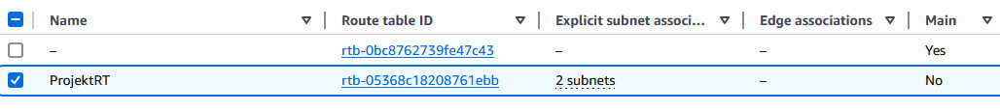 Name Route table ID Explicit subnet associ... Edge associations Main
– rtb-0bc8762739fe47c43 – – Yes
ProjektRT rtb-05368c18208761ebb 2 subnets – No